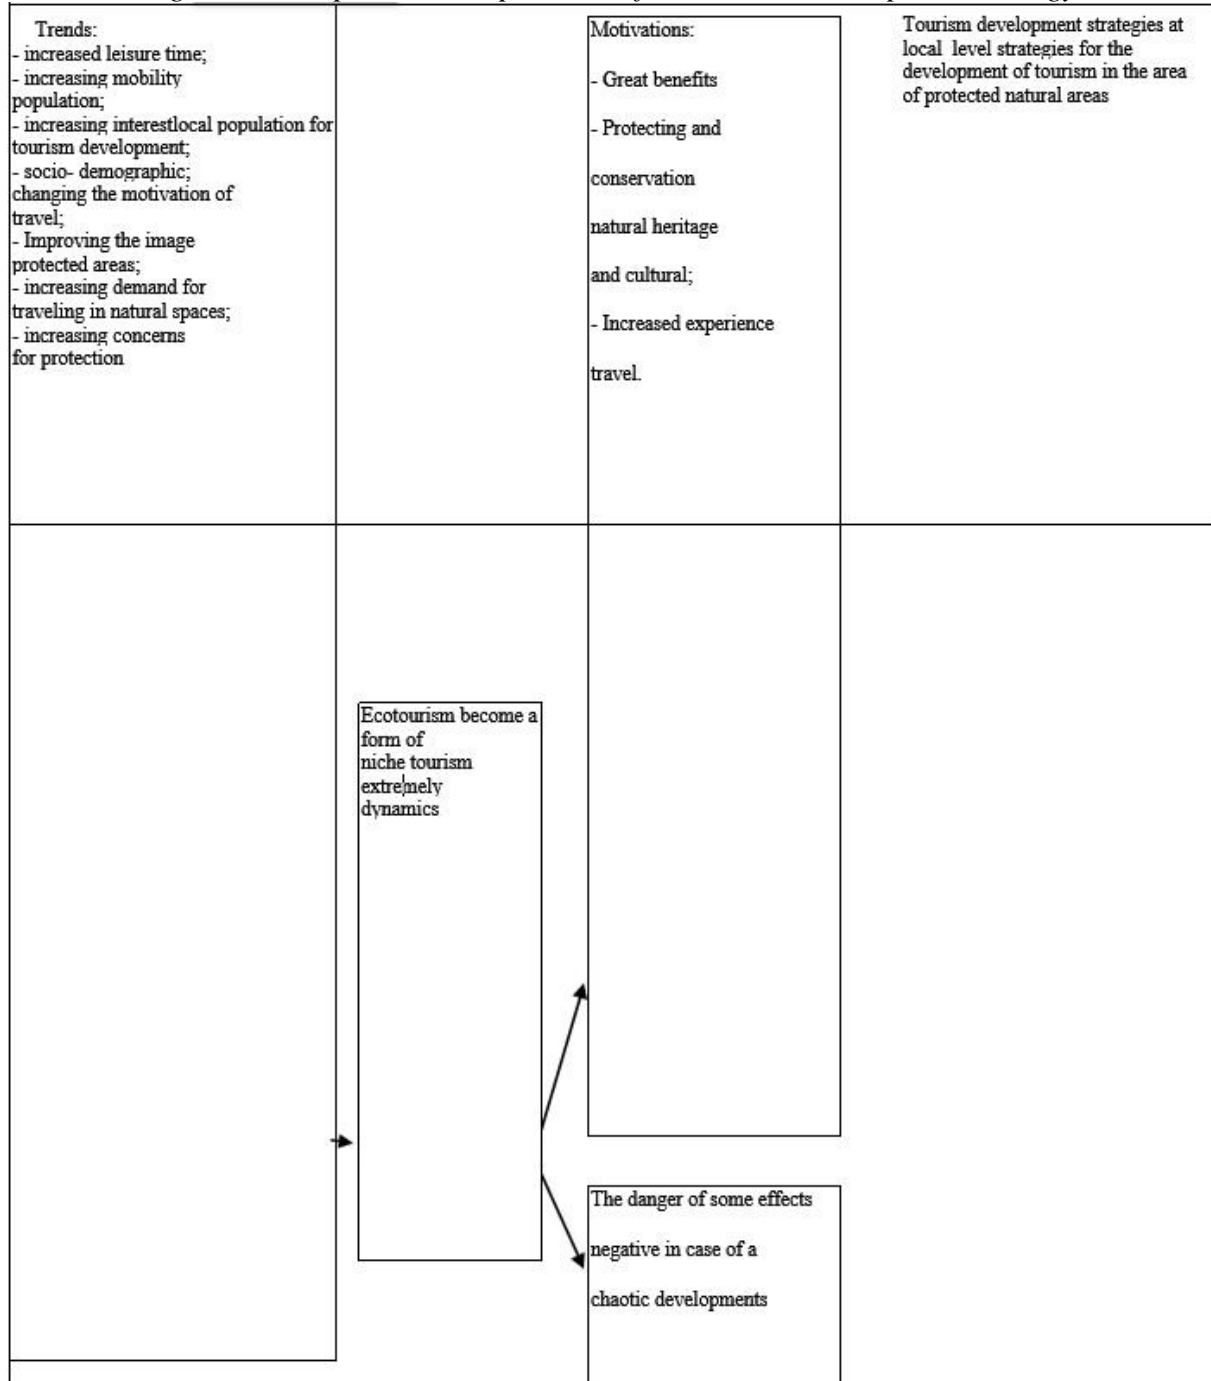 Trends:
- increased leisure time;
- increasing mobility
population;
- increasing interestlocal population for
tourism development;
- socio- demographic;
changing the motivation of
travel;
- Improving the image
protected areas;
- increasing demand for
traveling in natural spaces;
- increasing concerns
for protection
Ecotourism become a
form of
niche tourism
extremely
dynamics
Motivations:
- Great benefits
- Protecting and
conservation
natural heritage
and cultural;
- Increased experience
travel.
The danger of some effects
negative in case of a
chaotic developments
Tourism development strategies at
local level strategies for the
development of tourism in the area
of protected natural areas